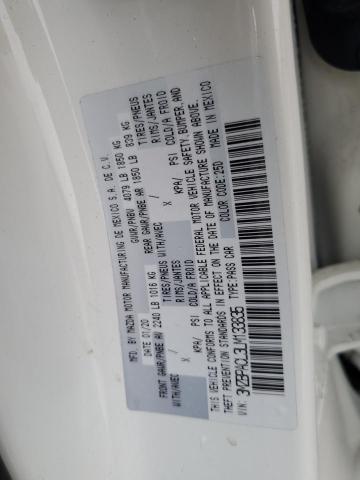 MFD. BY MAZDA MOTOR MANUFACTURING DE MEXICO S.A. DE C.V.
DATE 01/20 GVWR/PNBV 4079 LB 1850 KG
FRONT GAWR/PNBE AV 2240 LB 1016 KG REAR GAWR/PNBE AR 1850 LB 839 KG
WITH/AVEC / TIRES/PNEUS WITH/AVEC / TIRES/PNEUS
X RIMS/JANTES X RIMS/JANTES
KPA/ PSI COLD/A FROID KPA/ PSI COLD/A FROID
THIS VEHICLE CONFORMS TO ALL APPLICABLE FEDERAL MOTOR VEHICLE SAFETY, BUMPER, AND
THEFT PREVENTION STANDARDS IN EFFECT ON THE DATE OF MANUFACTURE SHOWN ABOVE.
VIN: TYPE:PASS CAR COLOR CODE:25D MADE IN MEXICO